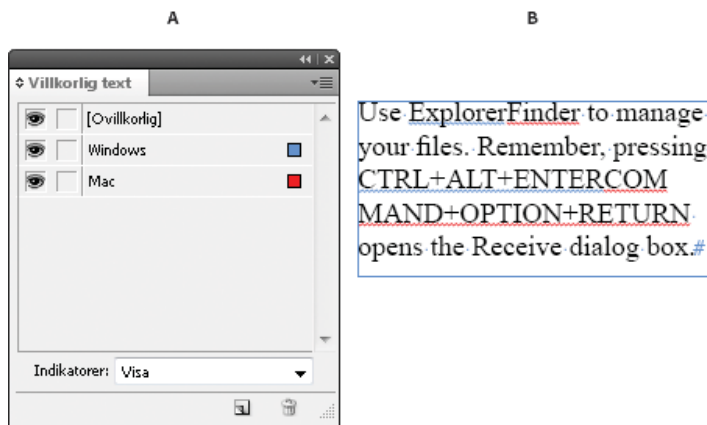 A
B
Villkorlig text
[Ovillkorlig]
Windows
Mac
Indikatorer: Visa
Use ExplorerFinder to manage
your files. Remember, pressing
CTRL+ALT+ENTERCOM
MAND+OPTION+RETURN
opens the Receive dialog box.#